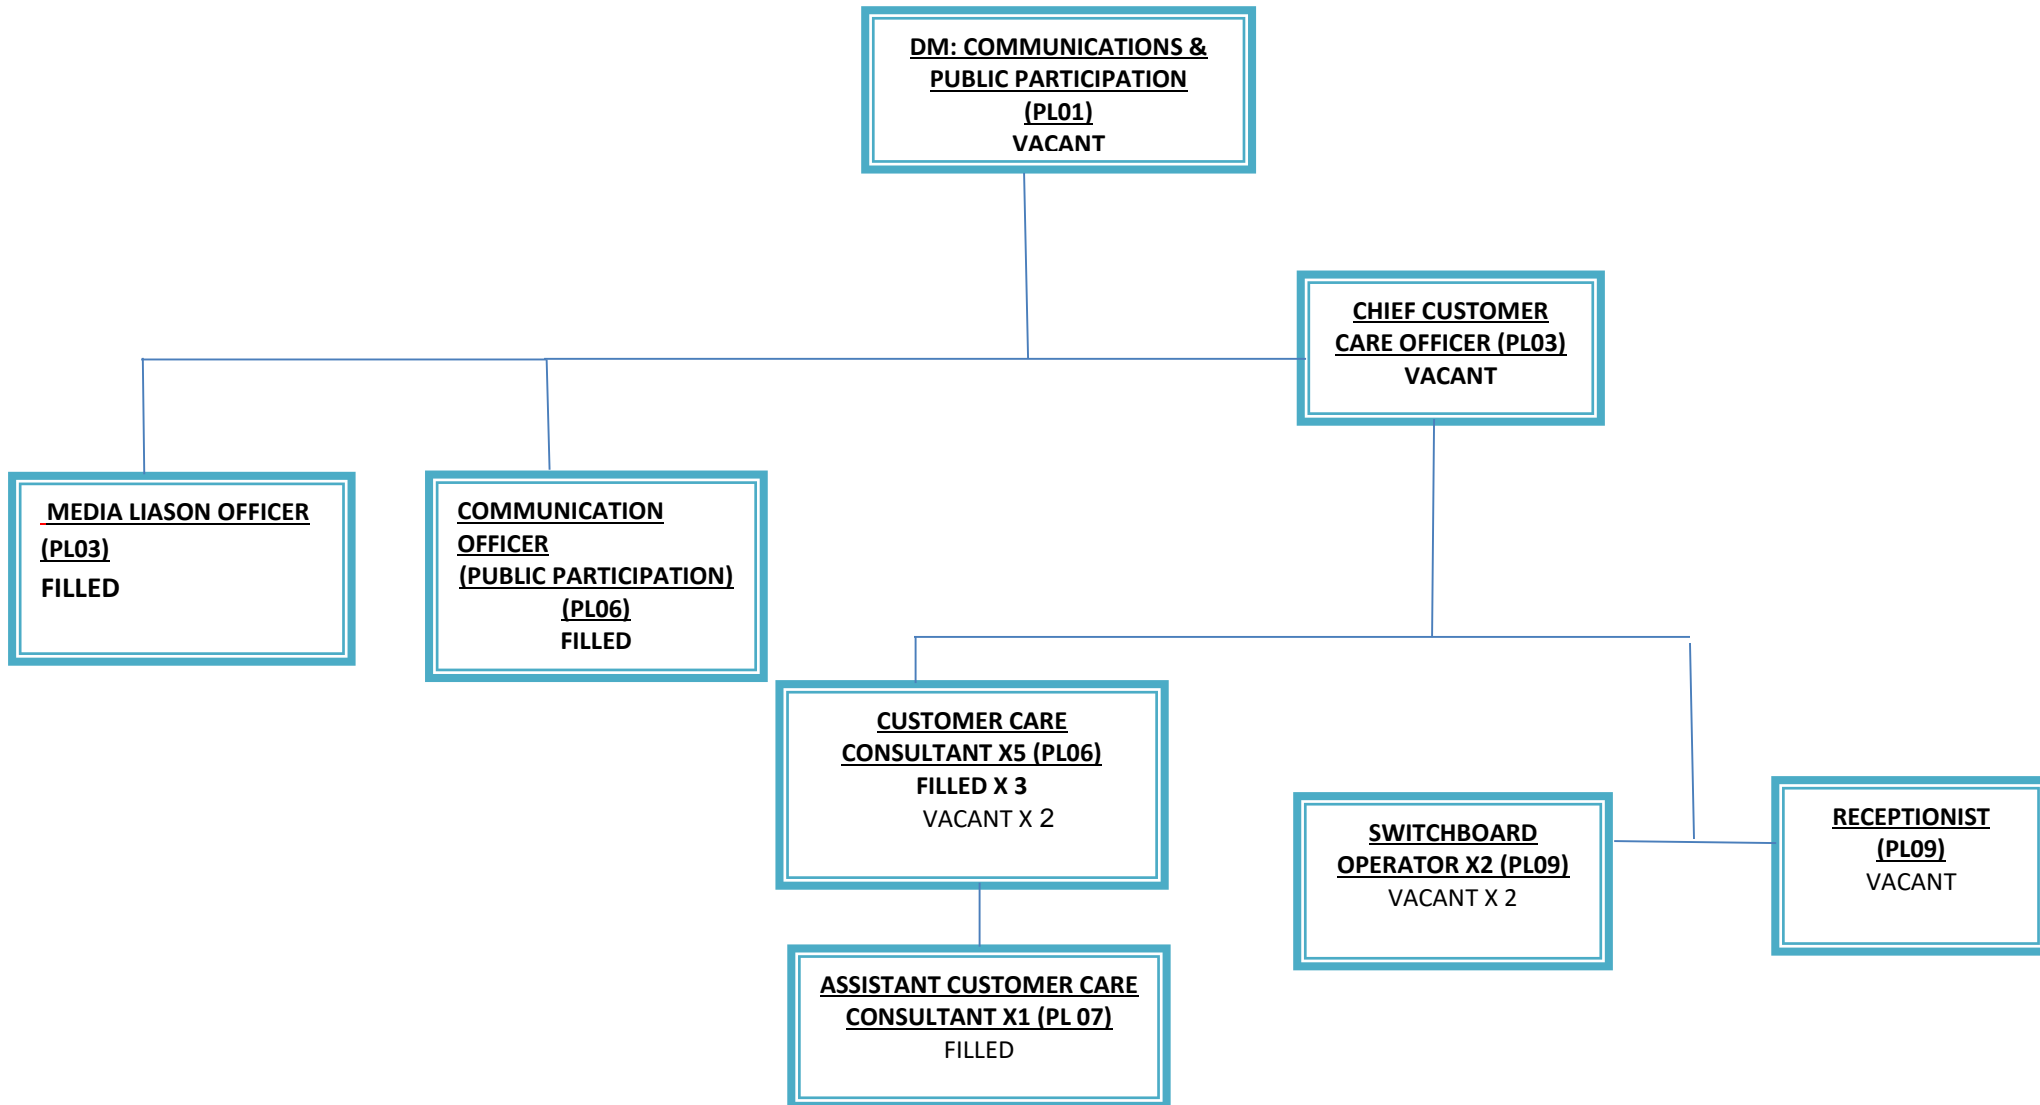 DM: COMMUNICATIONS &
PUBLIC PARTICIPATION
(PL01)
VACANT
CHIEF CUSTOMER
CARE OFFICER (PL03)
VACANT
MEDIA LIASON OFFICER
(PL03)
FILLED
COMMUNICATION
OFFICER
(PUBLIC PARTICIPATION)
(PL06)
FILLED
CUSTOMER CARE
CONSULTANT X5 (PL06)
FILLED X 3
VACANT X 2
SWITCHBOARD
OPERATOR X2 (PL09)
VACANT X 2
RECEPTIONIST
(PL09)
VACANT
ASSISTANT CUSTOMER CARE
CONSULTANT X1 (PL 07)
FILLED